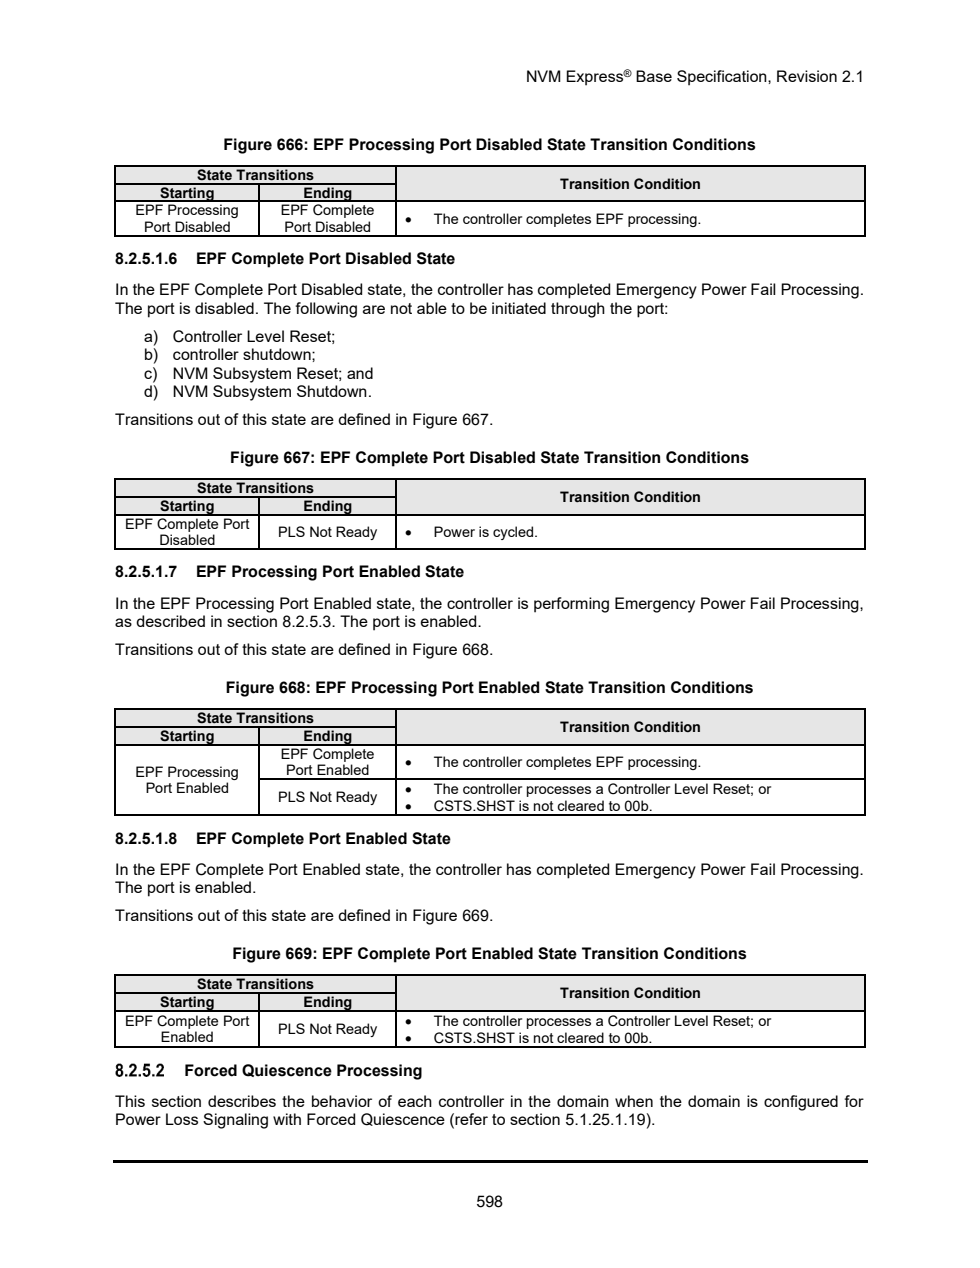 NVM Express® Base Specification, Revision 2.1
Figure 666: EPF Processing Port Disabled State Transition Conditions
State Transitions
Transition Condition
Starting
Ending
EPF Processing
Port Disabled
EPF Complete
Port Disabled
• The controller completes EPF processing.
8.2.5.1.6 EPF Complete Port Disabled State
In the EPF Complete Port Disabled state, the controller has completed Emergency Power Fail Processing.
The port is disabled. The following are not able to be initiated through the port:
a) Controller Level Reset;
b) controller shutdown;
c) NVM Subsystem Reset; and
d) NVM Subsystem Shutdown.
Transitions out of this state are defined in Figure 667.
Figure 667: EPF Complete Port Disabled State Transition Conditions
State Transitions
Transition Condition
Starting
Ending
EPF Complete Port
Disabled
PLS Not Ready
• Power is cycled.
8.2.5.1.7 EPF Processing Port Enabled State
In the EPF Processing Port Enabled state, the controller is performing Emergency Power Fail Processing,
as described in section 8.2.5.3. The port is enabled.
Transitions out of this state are defined in Figure 668.
Figure 668: EPF Processing Port Enabled State Transition Conditions
State Transitions
Transition Condition
Starting
Ending
EPF Processing
Port Enabled
EPF Complete
Port Enabled
• The controller completes EPF processing.
PLS Not Ready
• The controller processes a Controller Level Reset; or
• CSTS.SHST is not cleared to 00b.
8.2.5.1.8 EPF Complete Port Enabled State
In the EPF Complete Port Enabled state, the controller has completed Emergency Power Fail Processing.
The port is enabled.
Transitions out of this state are defined in Figure 669.
Figure 669: EPF Complete Port Enabled State Transition Conditions
State Transitions
Transition Condition
Starting
Ending
EPF Complete Port
Enabled
PLS Not Ready
• The controller processes a Controller Level Reset; or
• CSTS.SHST is not cleared to 00b.
8.2.5.2 Forced Quiescence Processing
This section describes the behavior of each controller in the domain when the domain is configured for
Power Loss Signaling with Forced Quiescence (refer to section 5.1.25.1.19).
598